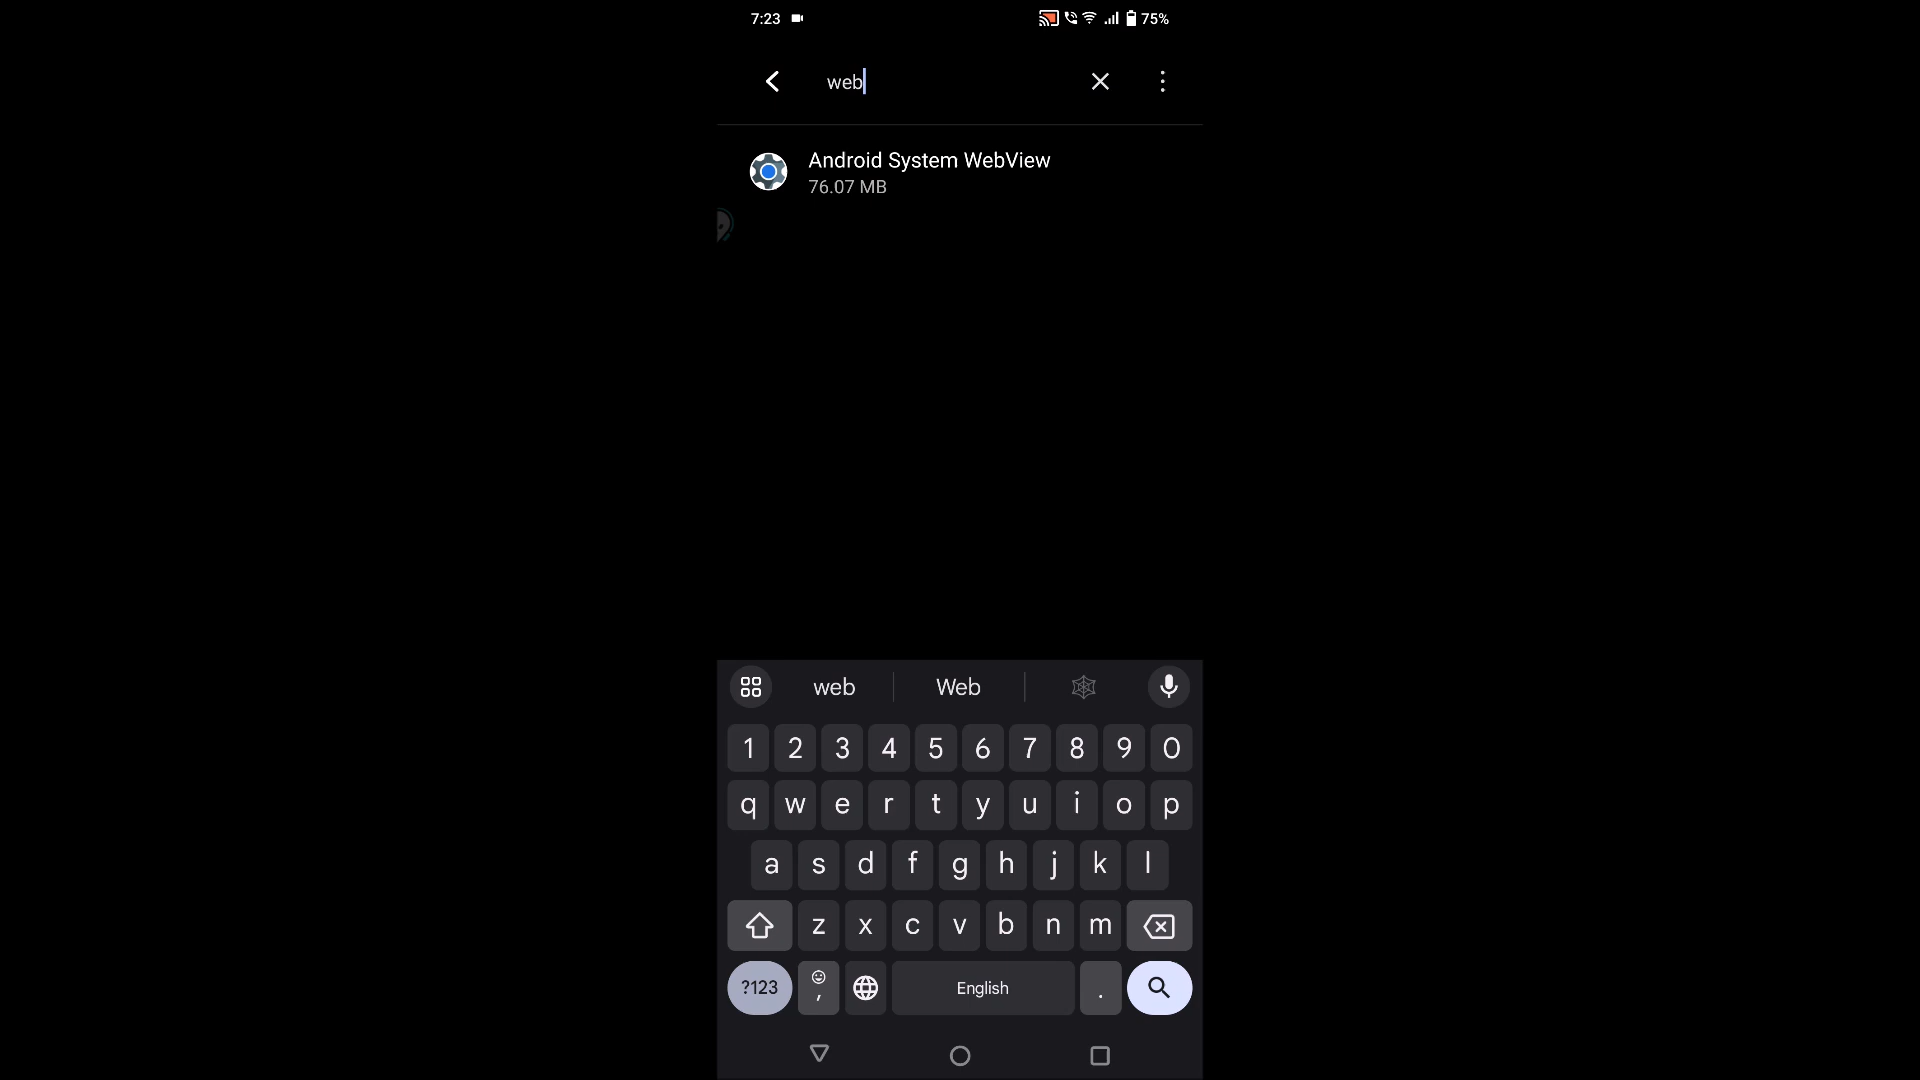 7:23 75%
web
Android System WebView
76.07 MB
web Web
1 2 3 4 5 6 7 8 9 0
q w e r t y u i o p
a s d f g h j k l
z x c v b n m
?123 , English .